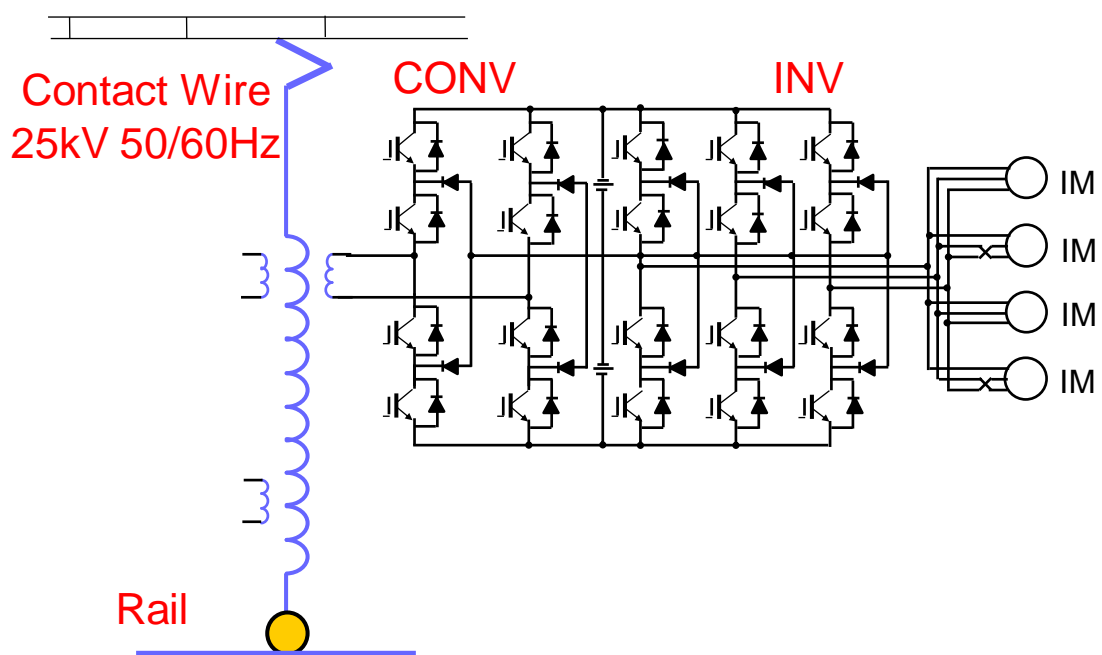 Contact Wire
25kV 50/60Hz
CONV
INV
IM
IM
IM
IM
Rail